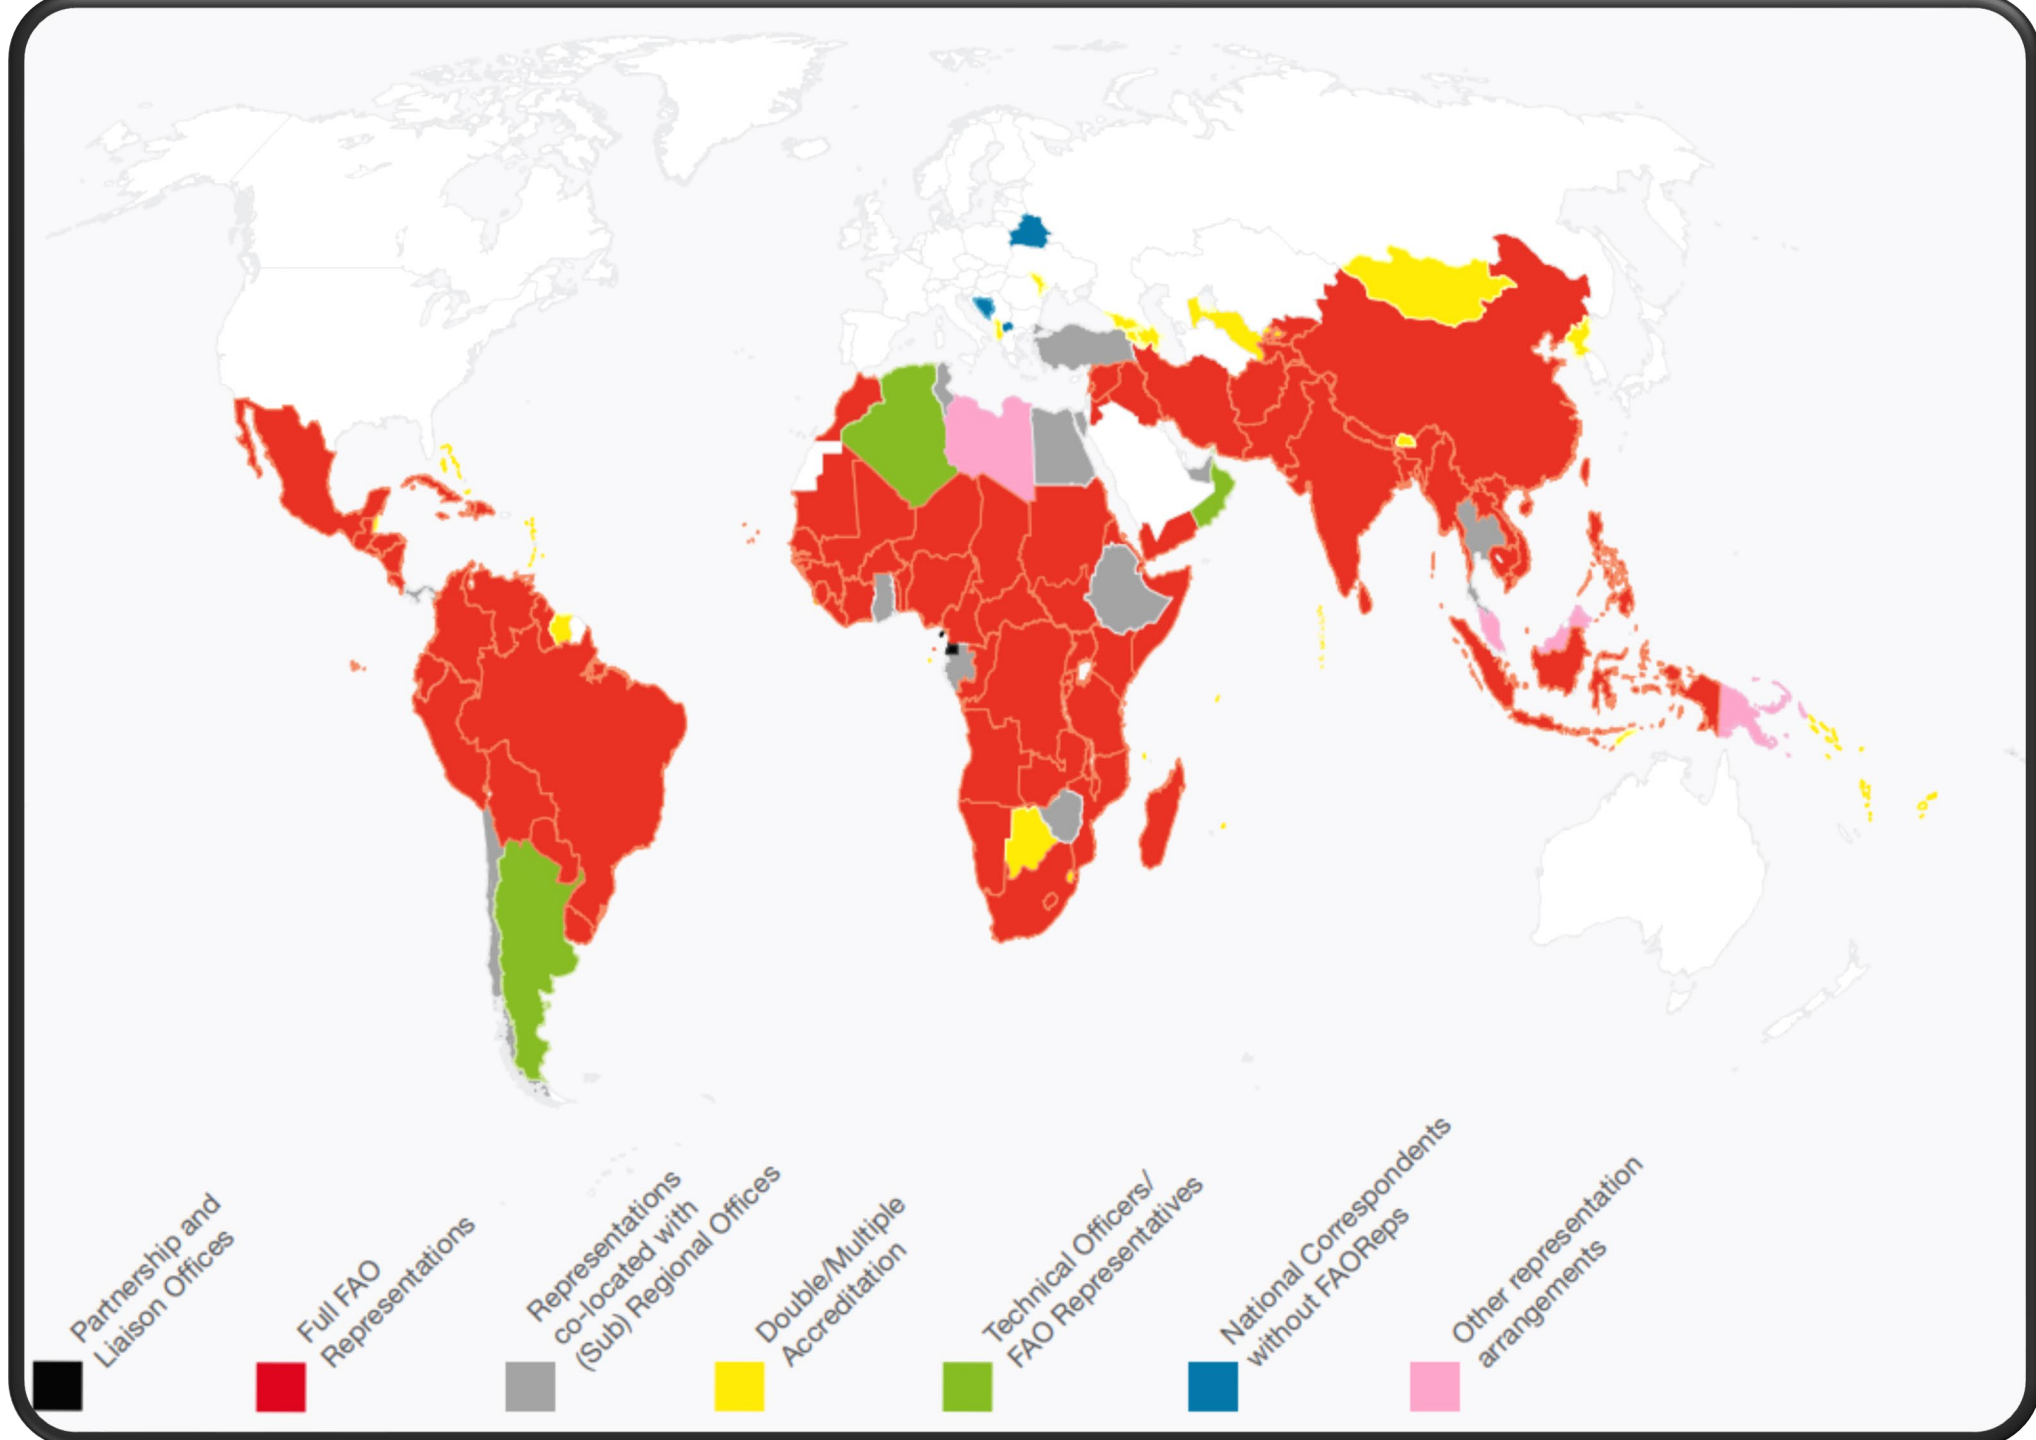 Partnership and
Liaison Offices
Full FAO
Representations
Representations
co-located with
(Sub) Regional Offices
Double/Multiple
Accreditation
Technical Officers/
FAO Representatives
National Correspondents
without FAOReps
Other representation
arrangements